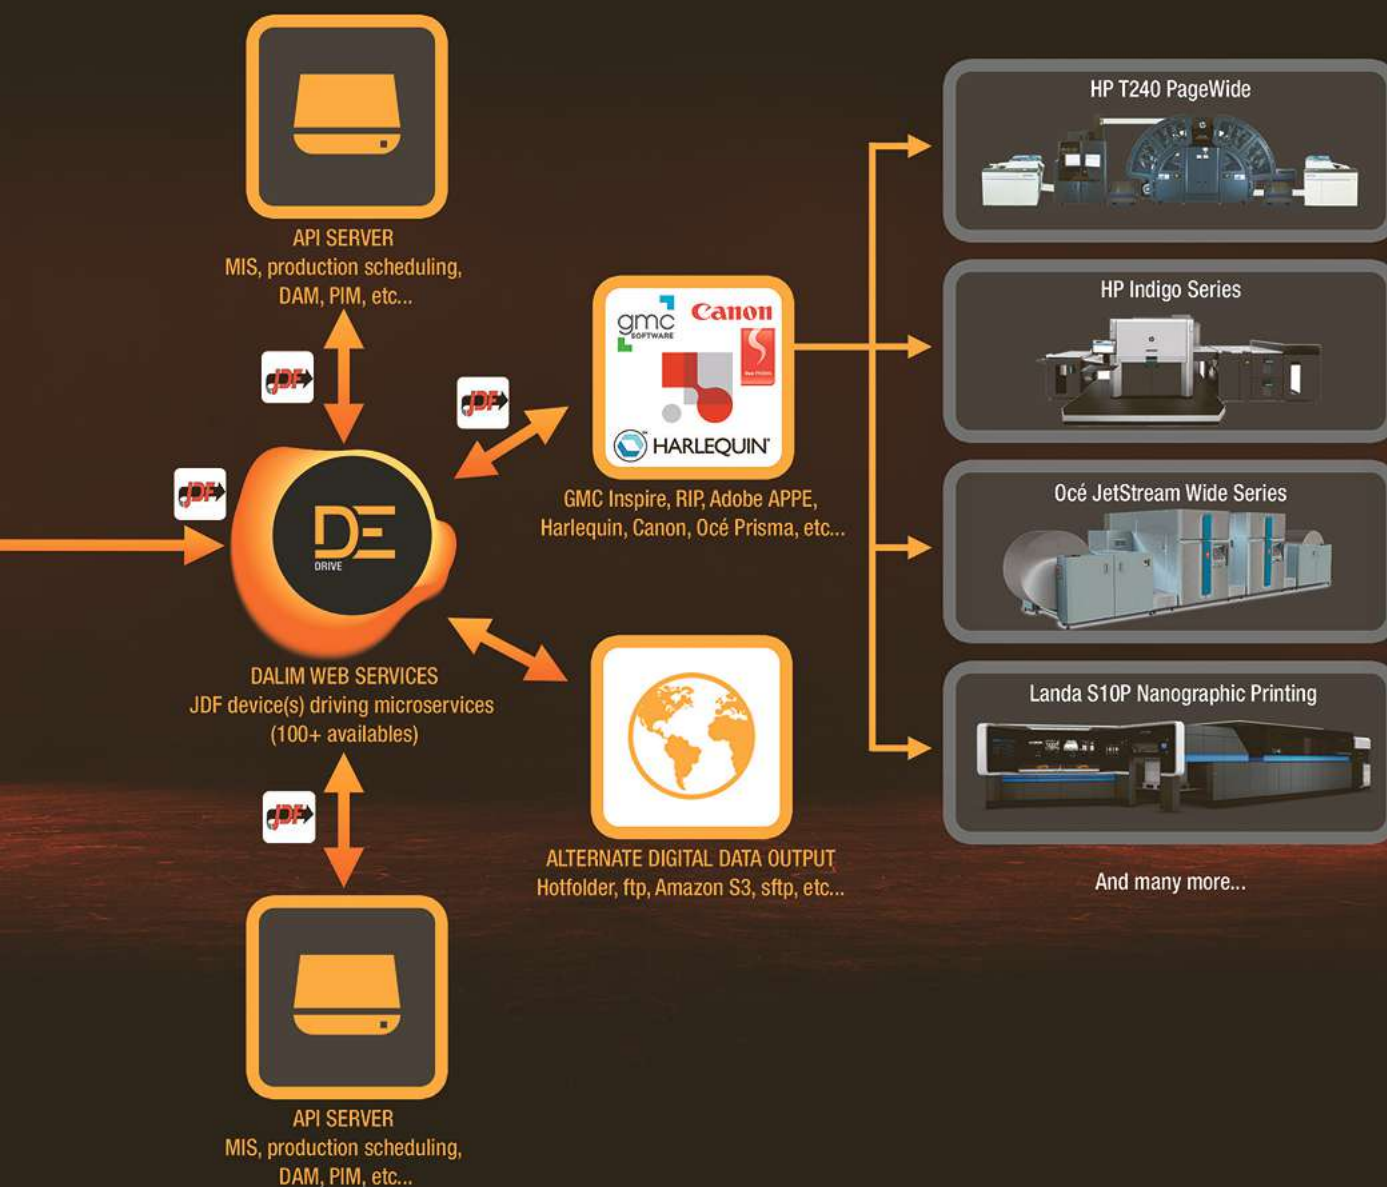 API SERVER
MIS, production scheduling,
DAM, PIM, etc...
JDF
JDF
JDF
DE
DRIVE
DALIM WEB SERVICES
JDF device(s) driving microservices
(100+ availables)
JDF
API SERVER
MIS, production scheduling,
DAM, PIM, etc...
gmc
SOFTWARE
Canon
HARLEQUIN
GMC Inspire, RIP, Adobe APPE,
Harlequin, Canon, Océ Prisma, etc...
ALTERNATE DIGITAL DATA OUTPUT
Hotfolder, ftp, Amazon S3, sftp, etc...
HP T240 PageWide
HP Indigo Series
Océ JetStream Wide Series
Landa S10P Nanographic Printing
And many more...